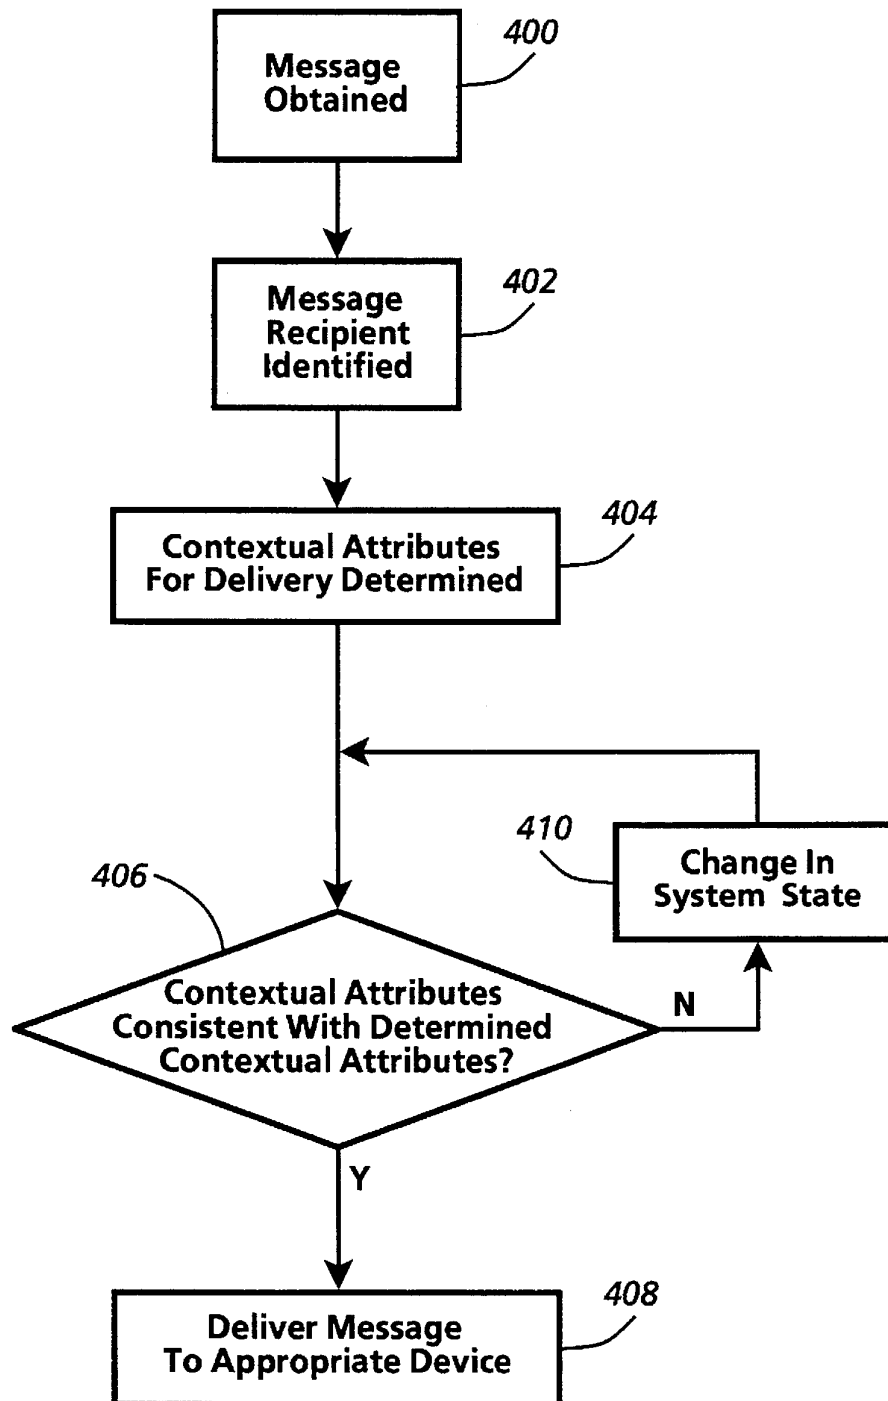 400
Message
Obtained
402
Message
Recipient
Identified
404
Contextual Attributes
For Delivery Determined
410
Change In
System State
406
Contextual Attributes
Consistent With Determined
Contextual Attributes?
N
Y
408
Deliver Message
To Appropriate Device